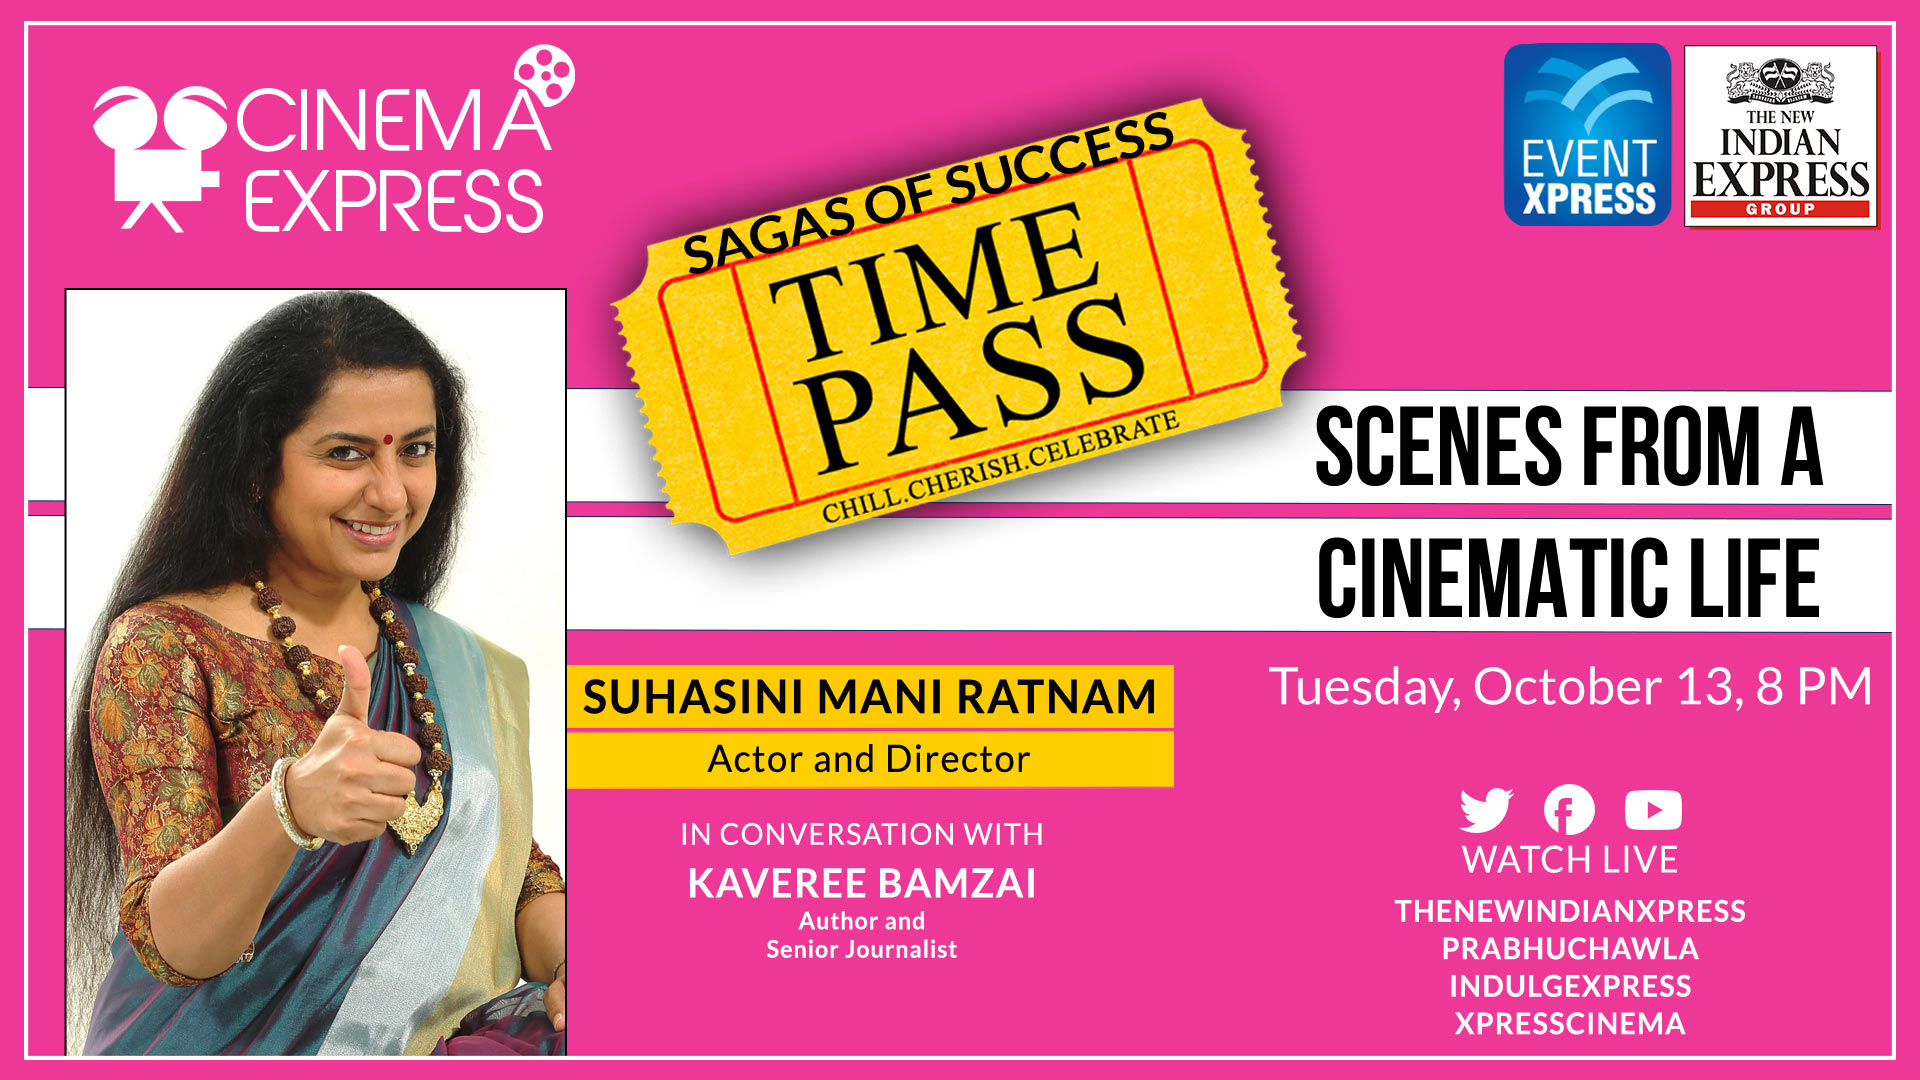 CINEMA
EXPRESS
SAGAS OF SUCCESS
TIME
PASS
CHILL.CHERISH.CELEBRATE
EVENT
XPRESS
THE NEW
INDIAN
EXPRESS
GROUP
SCENES FROM A
CINEMATIC LIFE
SUHASINI MANI RATNAM
Actor and Director
IN CONVERSATION WITH
KAVEREE BAMZAI
Author and
Senior Journalist
Tuesday, October 13, 8 PM
WATCH LIVE
THENEWINDIANXPRESS
PRABHUCHAWLA
INDULGEXPRESS
XPRESSCINEMA